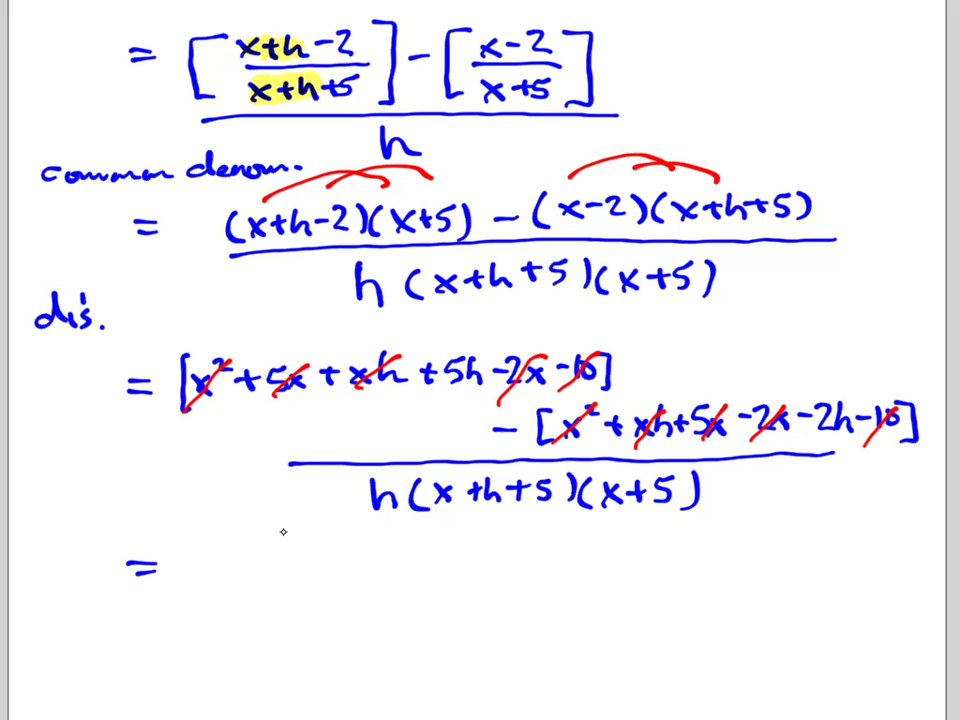 = [ (x+h-2)/(x+h+5) ] - [ (x-2)/(x+5) ]
h
common denom.
= (x+h-2)(x+5) - (x-2)(x+h+5)
h(x+h+5)(x+5)
dis.
= [x² + 5x + xh + 5h - 2x - 10]
- [x² + xh + 5x - 2x - 2h - 10]
h(x+h+5)(x+5)
=